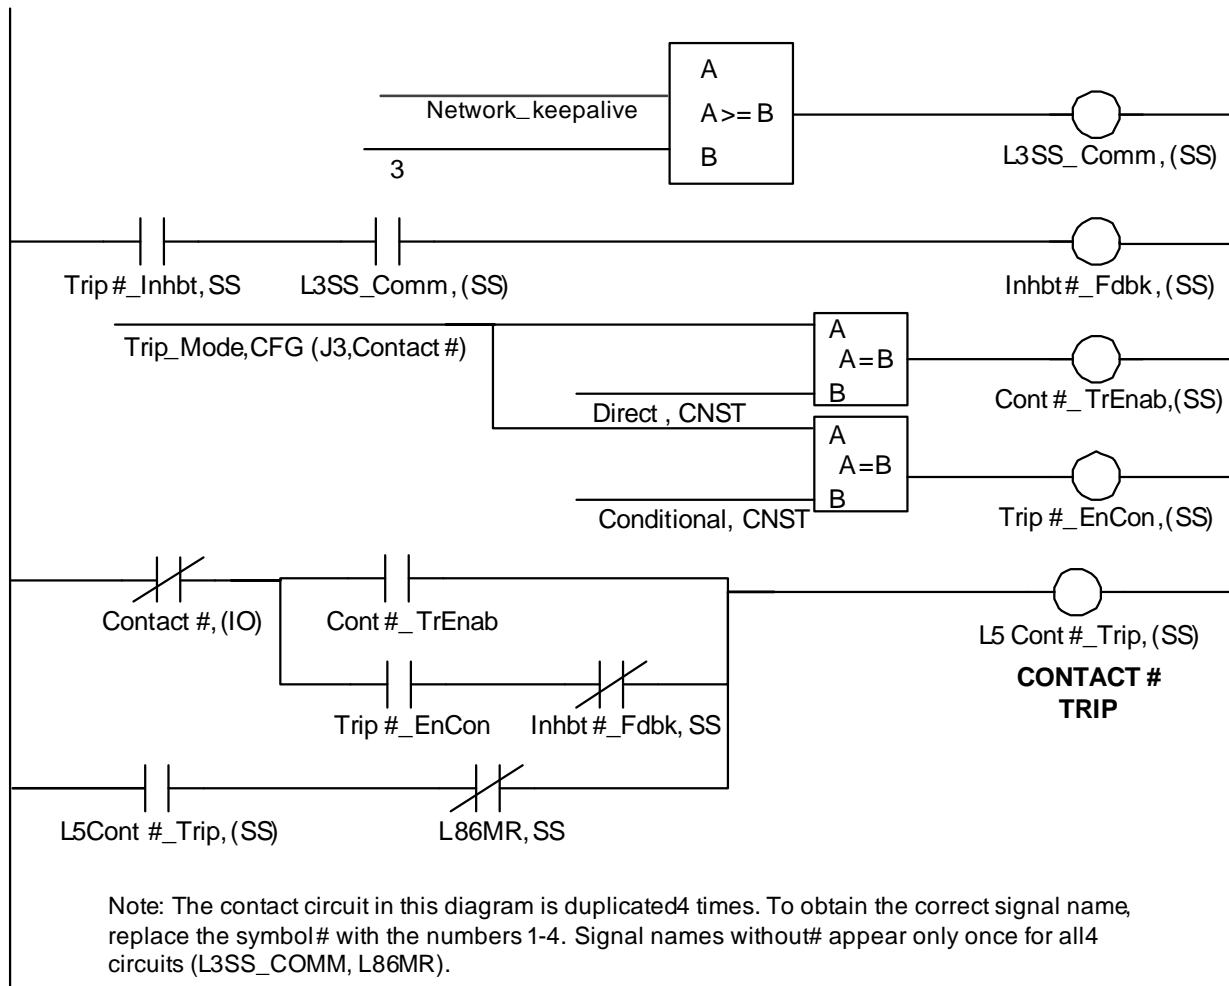 A
Network_keepalive
A>= B
B
3
L3SS_Comm, (SS)
Trip #_Inhbt, SS
L3SS_Comm, (SS)
Inhbt #_Fdbk, (SS)
Trip_Mode,CFG (J3,Contact #)
A
A=B
B
Direct , CNST
Cont #_TrEnab,(SS)
A
A=B
B
Conditional, CNST
Trip #_EnCon,(SS)
Contact #, (IO)
Cont #_TrEnab
L5 Cont #_Trip, (SS)
CONTACT #
TRIP
Trip #_EnCon
Inhbt #_Fdbk, SS
L5Cont #_Trip, (SS)
L86MR, SS
Note: The contact circuit in this diagram is duplicated4 times. To obtain the correct signal name,
replace the symbol # with the numbers 1-4. Signal names without# appear only once for all4
circuits (L3SS_COMM, L86MR).